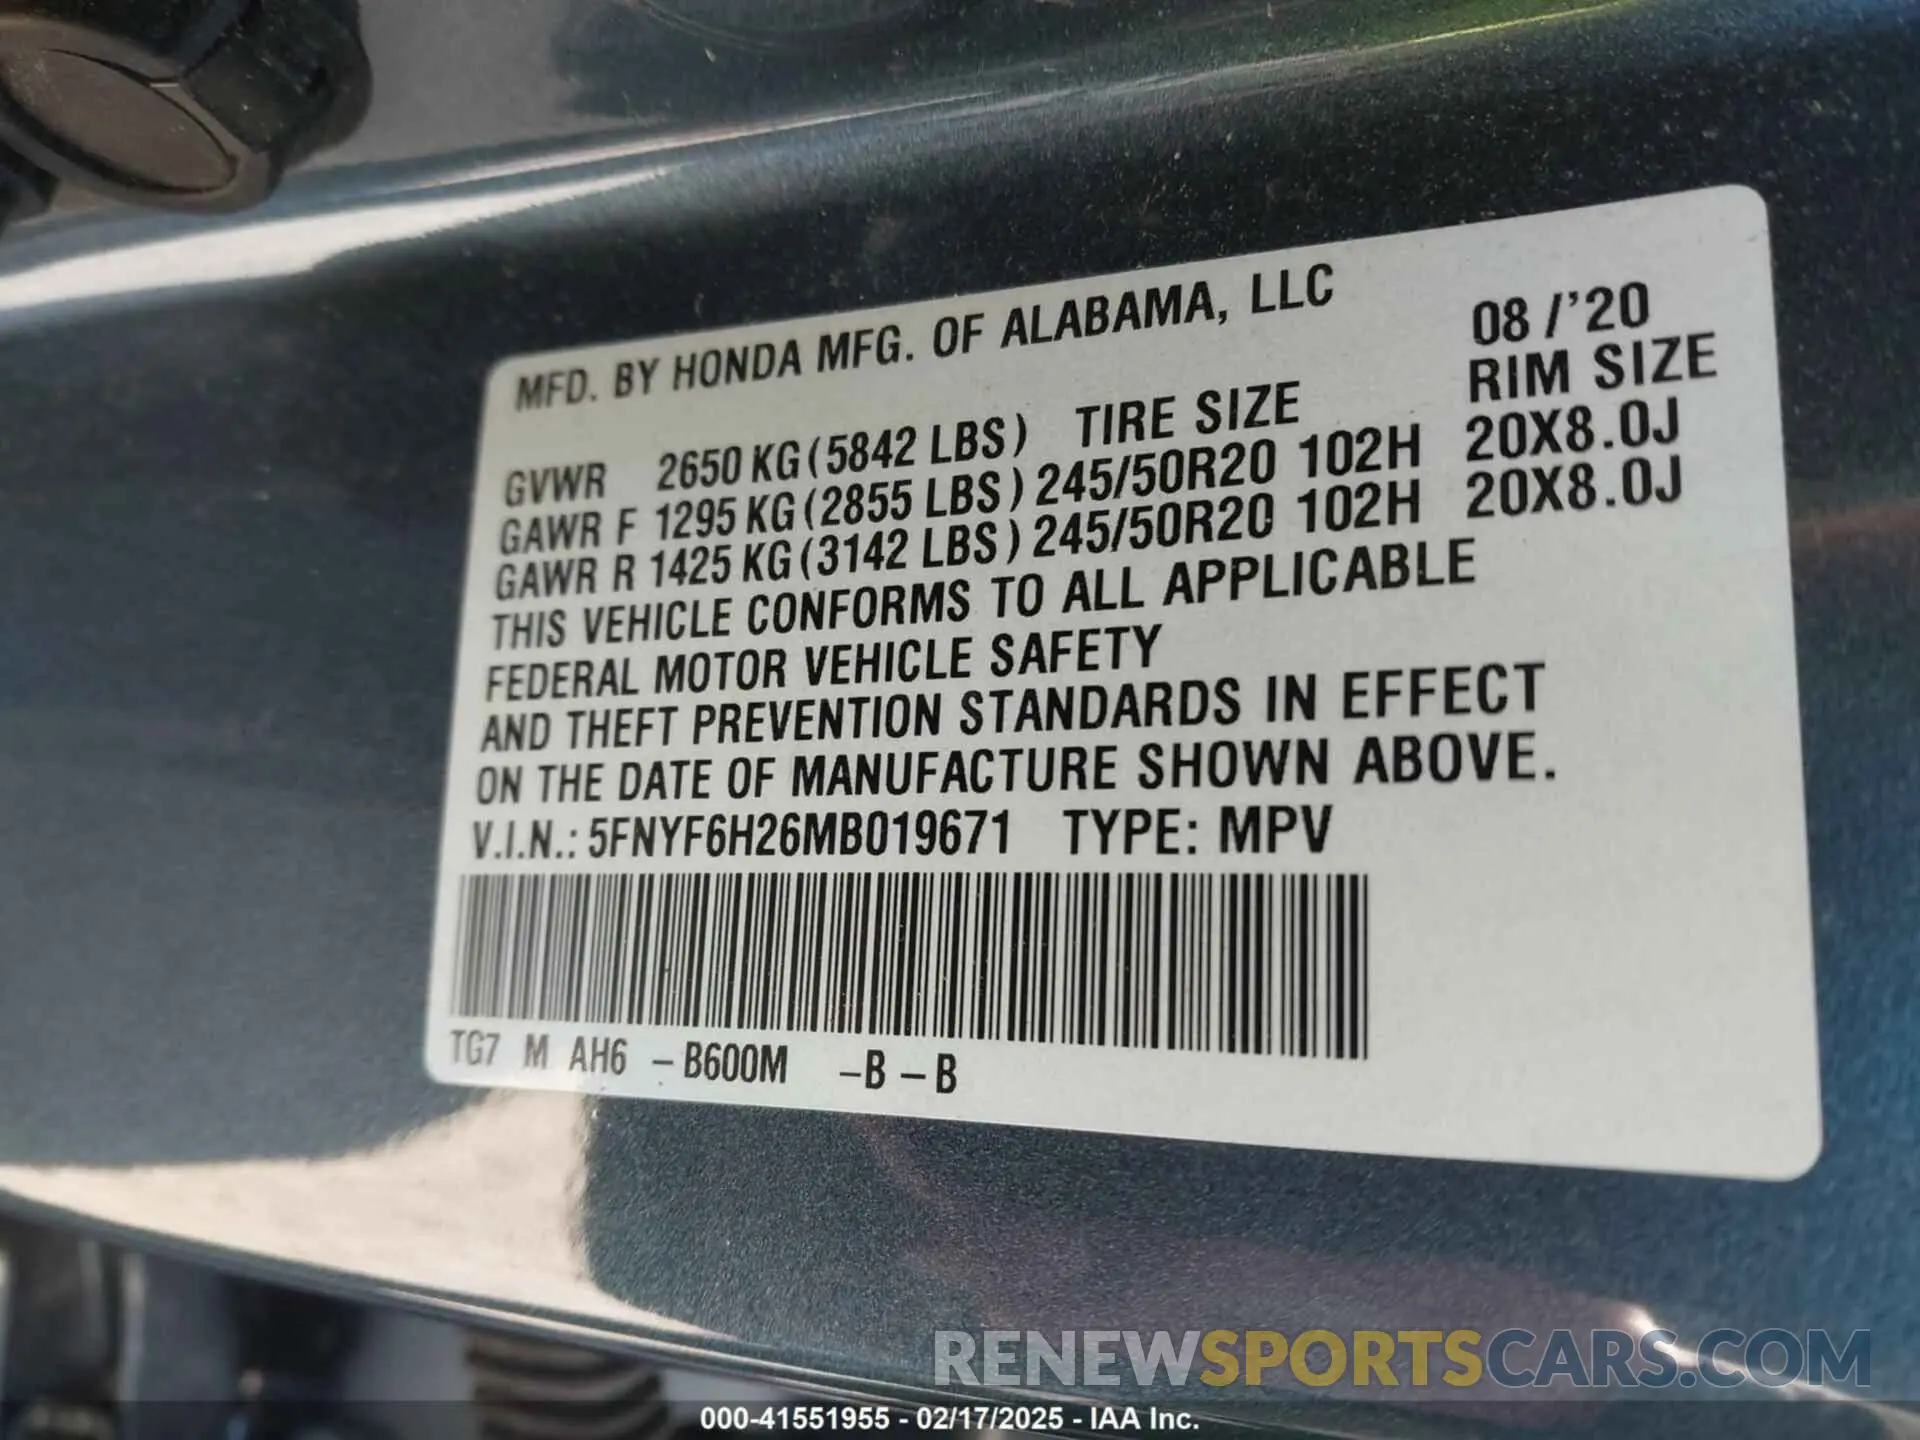 MFD. BY HONDA MFG. OF ALABAMA, LLC 08 /'20
TIRE SIZE RIM SIZE
GVWR 2650 KG (5842 LBS)
GAWR F 1295 KG (2855 LBS) 245/50R20 102H 20X8.0J
GAWR R 1425 KG (3142 LBS) 245/50R20 102H 20X8.0J
THIS VEHICLE CONFORMS TO ALL APPLICABLE
FEDERAL MOTOR VEHICLE SAFETY
AND THEFT PREVENTION STANDARDS IN EFFECT
ON THE DATE OF MANUFACTURE SHOWN ABOVE.
V.I.N.: 5FNYF6H26MB019671 TYPE: MPV
TG7 M AH6 – B600M –B – B
RENEWSPORTSCARS.COM
000-41551955 - 02/17/2025 - IAA Inc.